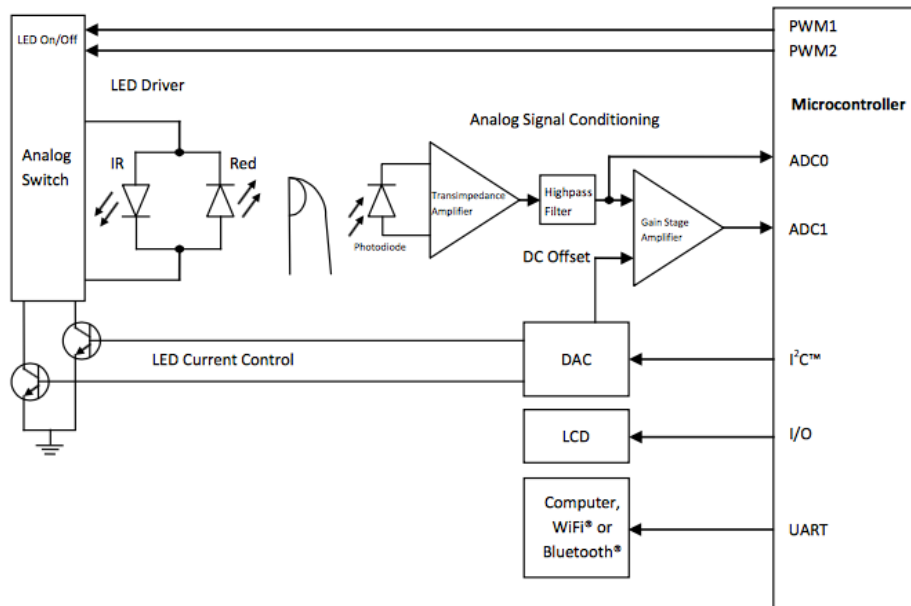 PWM1
LED On/Off
PWM2
LED Driver
Microcontroller
Analog Signal Conditioning
Analog
Switch
IR
Red
ADC0
Transimpedance
Amplifier
Highpass
Filter
Gain Stage
Amplifier
ADC1
Photodiode
DC Offset
LED Current Control
DAC
I²C™
LCD
I/O
Computer,
WiFi® or
Bluetooth®
UART